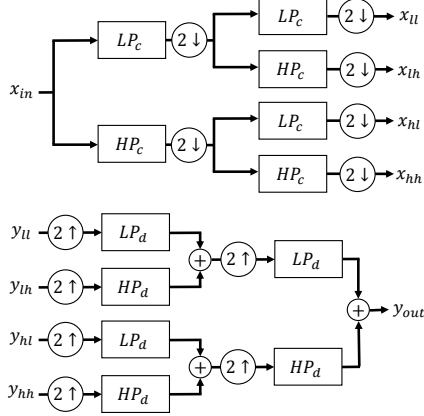 LP_c 2↓ x_ll
LP_c 2↓
HP_c 2↓ x_lh
x_in
LP_c 2↓ x_hl
HP_c 2↓
HP_c 2↓ x_hh
y_ll 2↑ LP_d
+ 2↑ LP_d
y_lh 2↑ HP_d
+ y_out
y_hl 2↑ LP_d
+ 2↑ HP_d
y_hh 2↑ HP_d